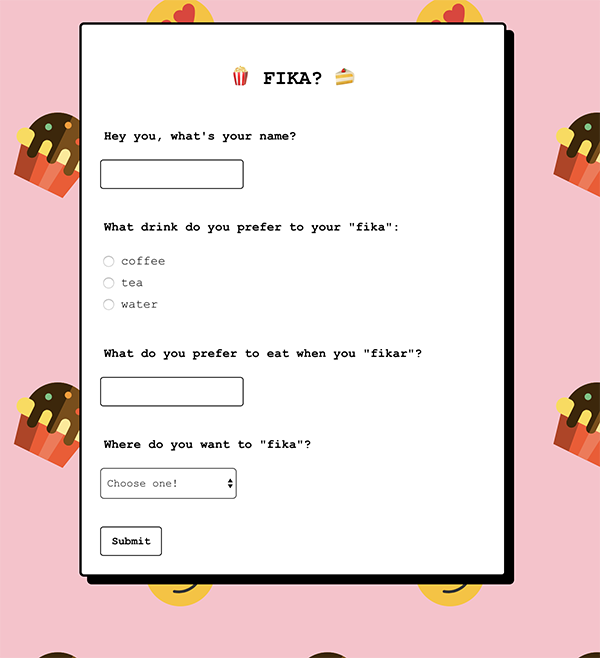 FIKA?
Hey you, what's your name?
What drink do you prefer to your "fika":
coffee
tea
water
What do you prefer to eat when you "fikar"?
Where do you want to "fika"?
Choose one!
Submit